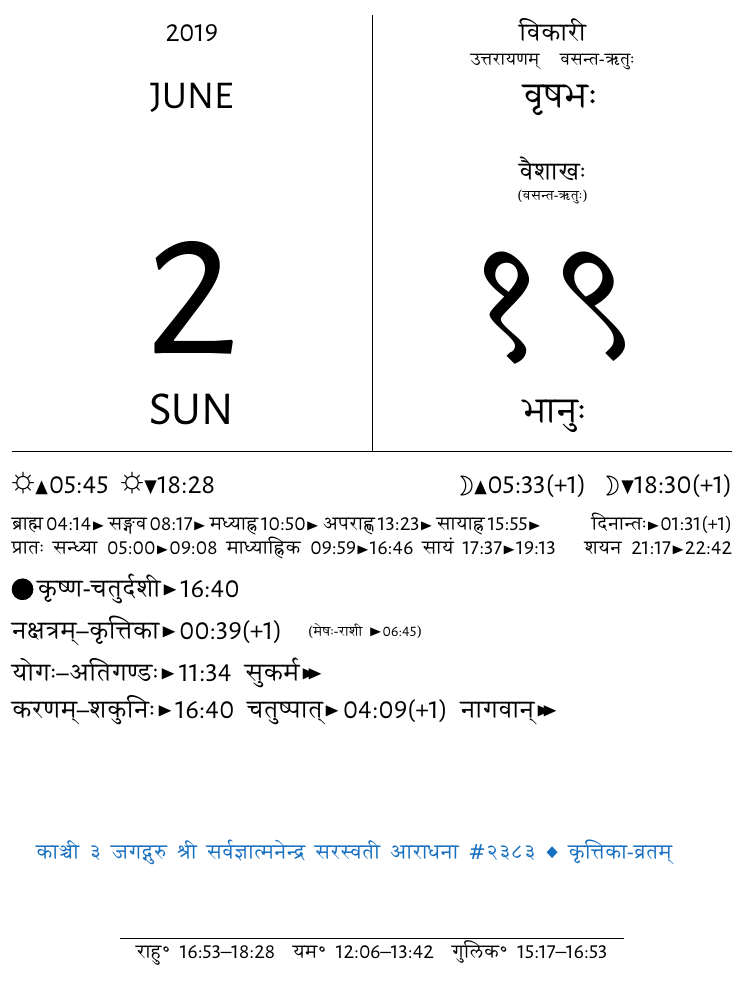 2019
JUNE
2
SUN
विकारी
उत्तरायणम् वसन्त-ऋतुः
वृषभः
वैशाखः
(वसन्त-ऋतुः)
१९
भानुः
☼▲05:45 ☼▼18:28 ☽▲05:33(+1) ☽▼18:30(+1)
ब्राह्म 04:14► सङ्गव 08:17► मध्याह्न 10:50► अपराह्ण 13:23► सायाह्न 15:55► दिनान्तः►01:31(+1)
प्रातः सन्ध्या 05:00►09:08 माध्याह्निक 09:59►16:46 सायं 17:37►19:13 शयन 21:17►22:42
●कृष्ण-चतुर्दशी►16:40
नक्षत्रम्–कृत्तिका►00:39(+1) (मेषः-राशी ►06:45)
योगः–अतिगण्डः►11:34 सुकर्म►►
करणम्–शकुनिः►16:40 चतुष्पात्►04:09(+1) नागवान्►►
काञ्ची ३ जगद्गुरु श्री सर्वज्ञात्मनेन्द्र सरस्वती आराधना #२३८३ ◆ कृत्तिका-व्रतम्
राहु॰ 16:53–18:28 यम॰ 12:06–13:42 गुलिक॰ 15:17–16:53